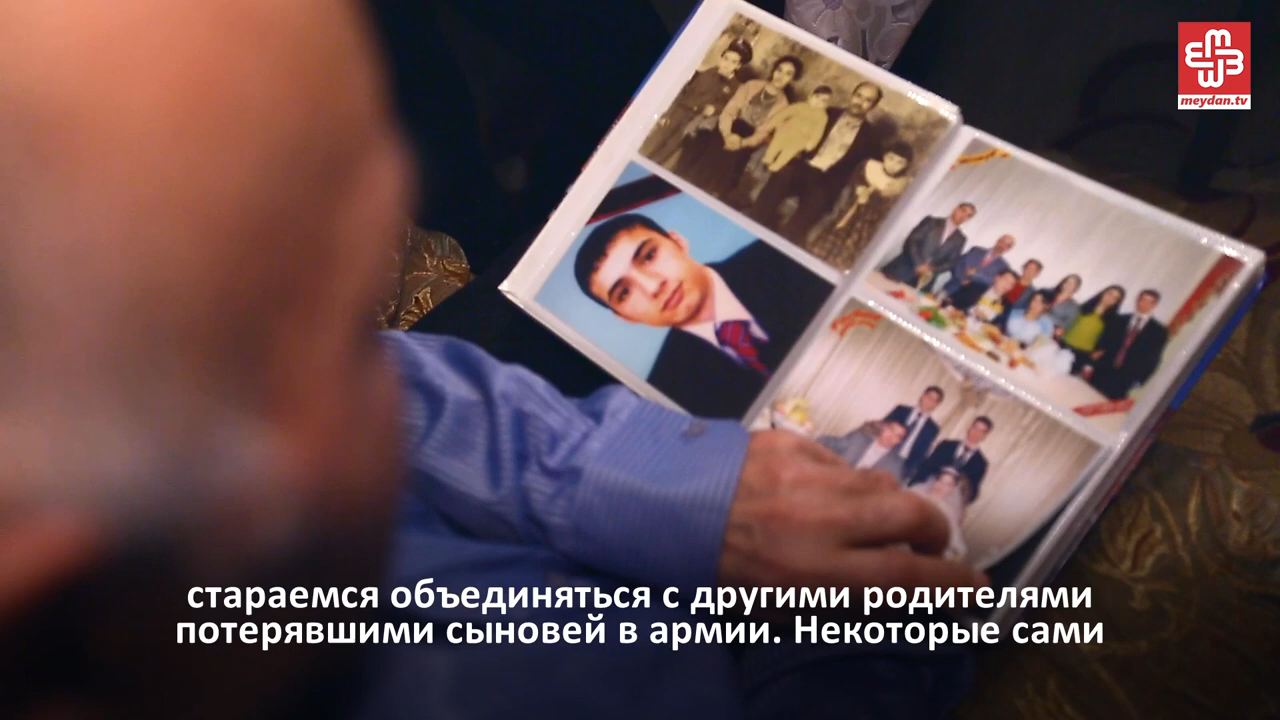 meydan.tv
стараемся объединяться с другими родителями
потерявшими сыновей в армии. Некоторые сами